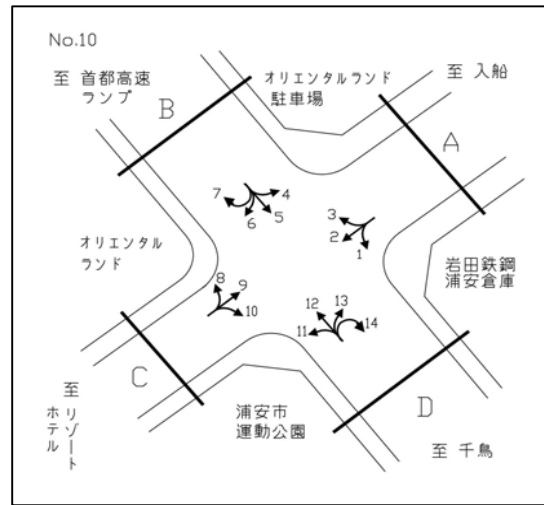 No.10
至 首都高速
ランプ
B
オリエンタルランド
駐車場
至 入船
A
7
4
6
5
3
2
1
オリエンタル
ランド
岩田鉄鋼
浦安倉庫
8
9
10
12
13
11
14
C
D
至 リゾート
ホテル
浦安市
運動公園
至 千鳥